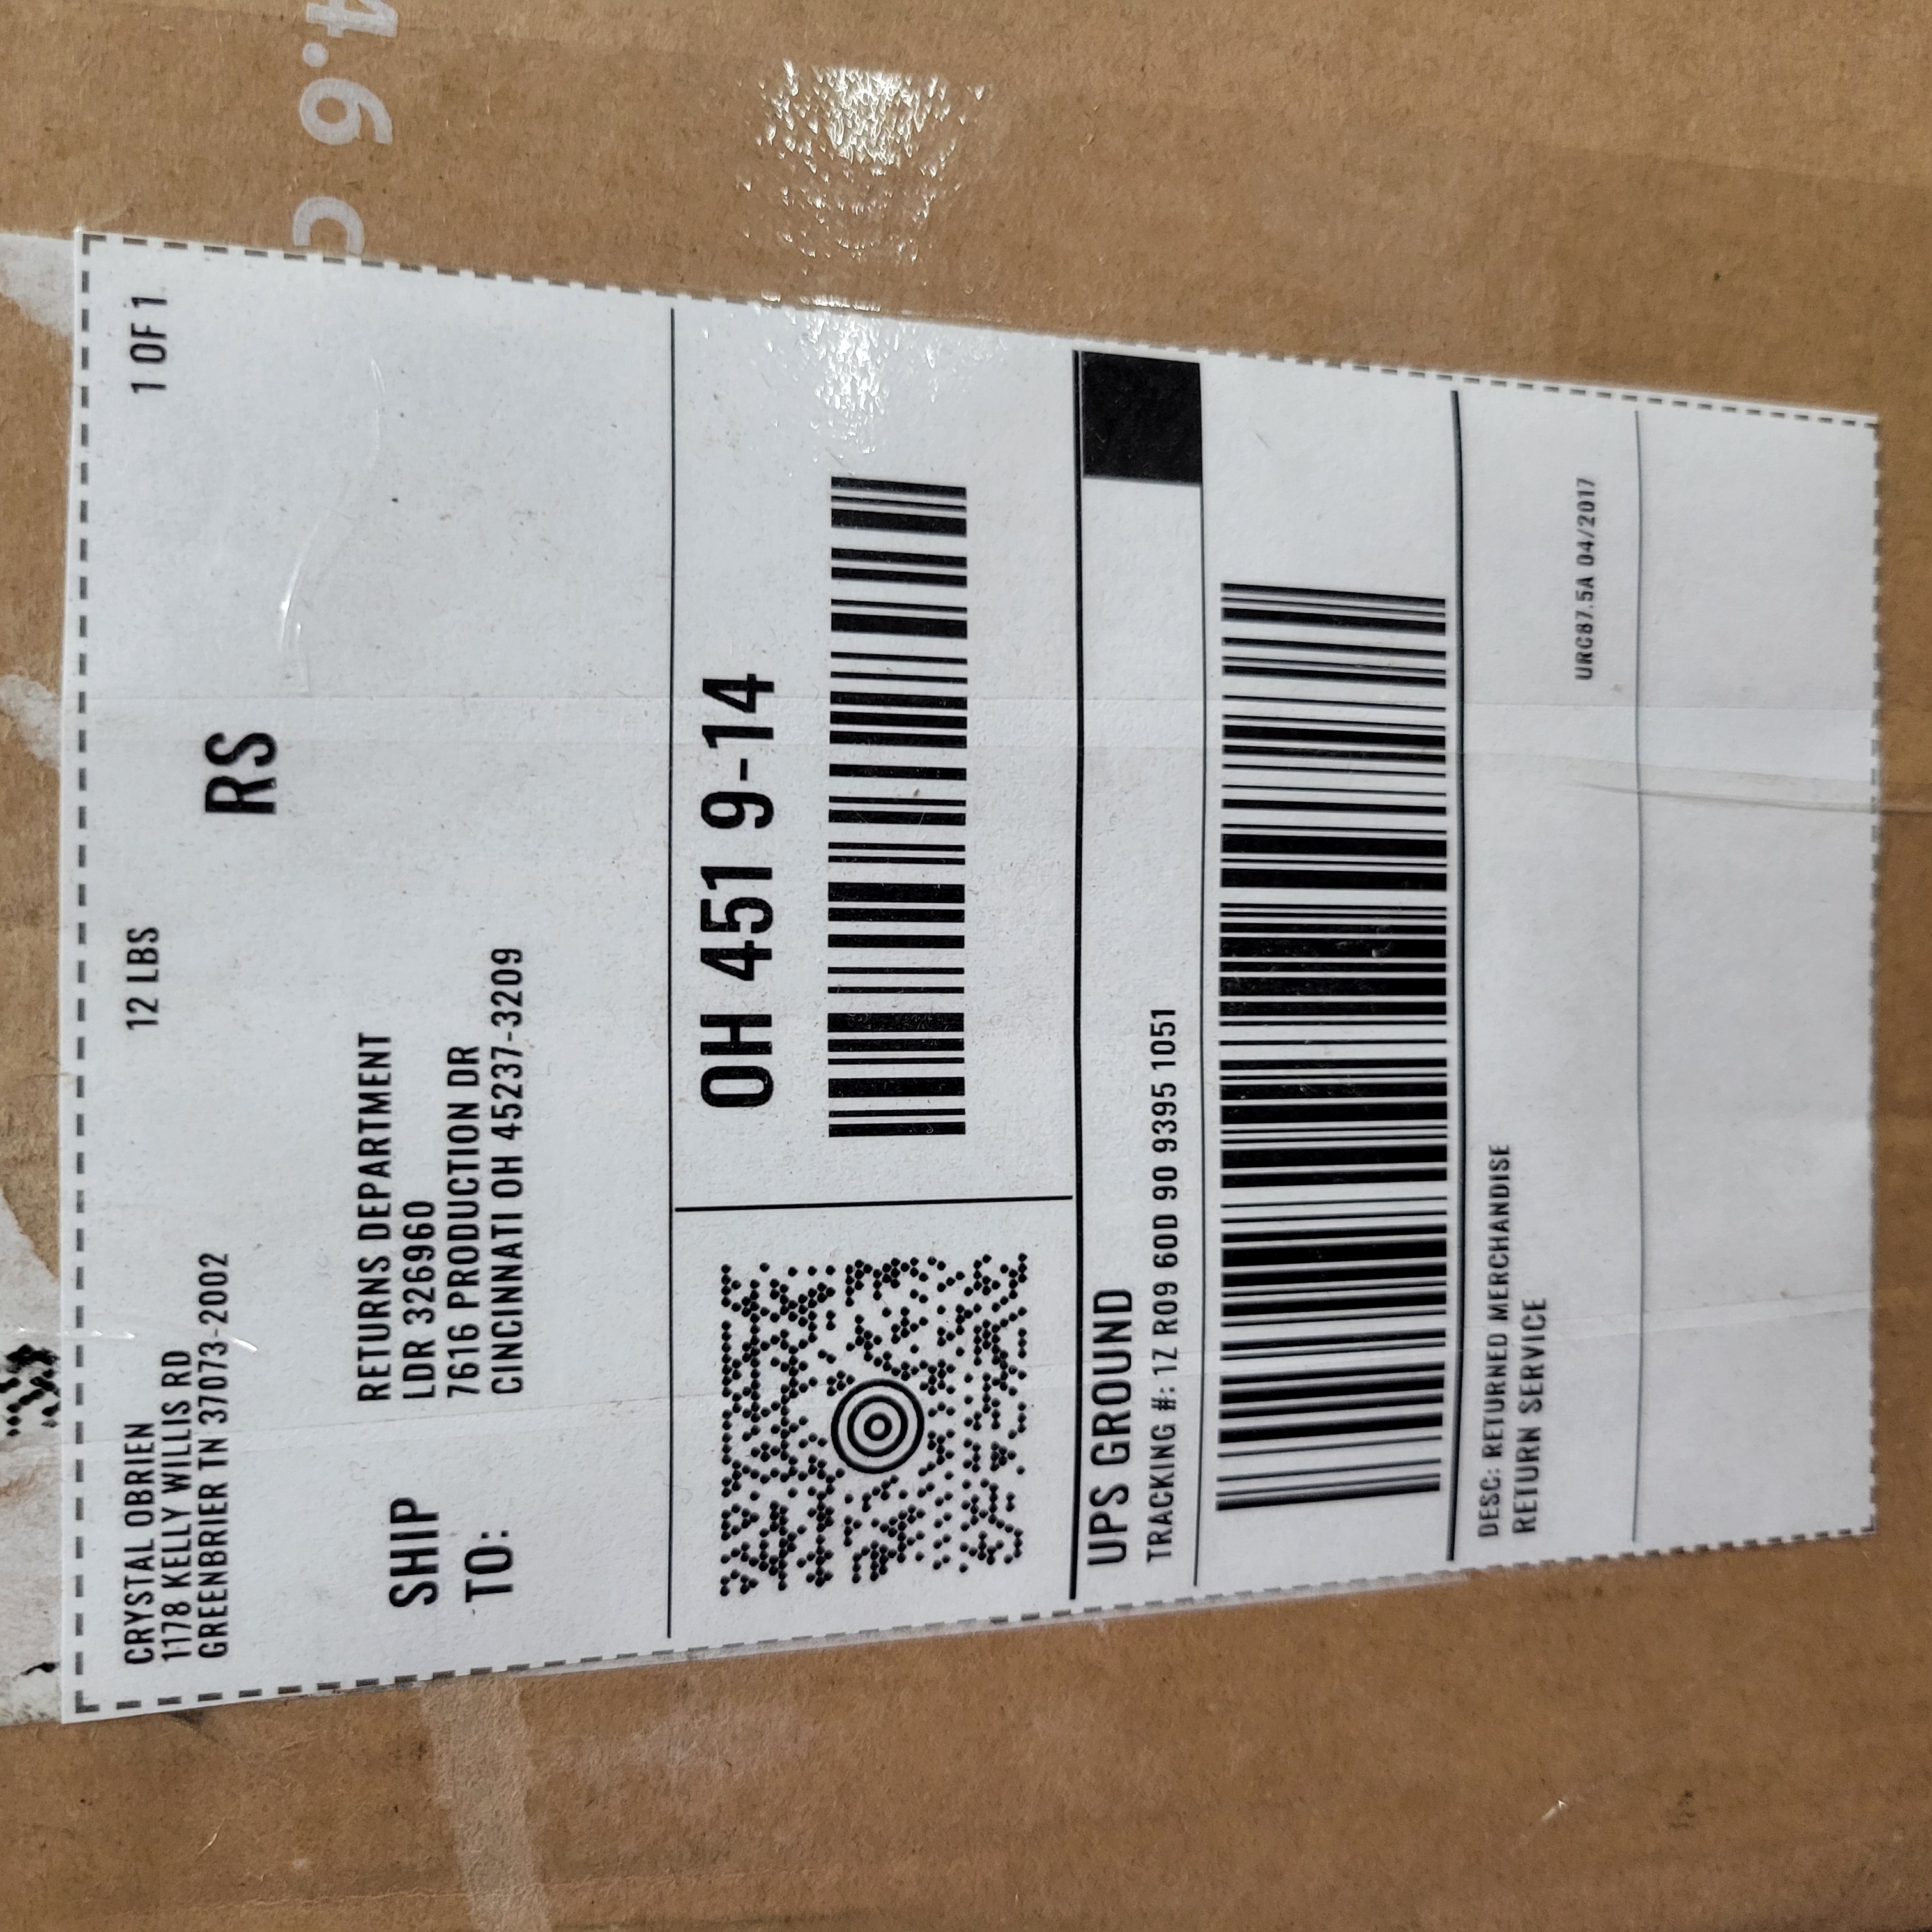 CRYSTAL OBRIEN
1178 KELLY WILLIS RD
GREENBRIER TN 37073-2002
12 LBS
1 OF 1
RS
SHIP
TO:
RETURNS DEPARTMENT
LDR 326960
7616 PRODUCTION DR
CINCINNATI OH 45237-3209
OH 451 9-14
UPS GROUND
TRACKING #: 1Z R09 60D 90 9395 1051
DESC: RETURNED MERCHANDISE
RETURN SERVICE
URC87.5A 04/2017